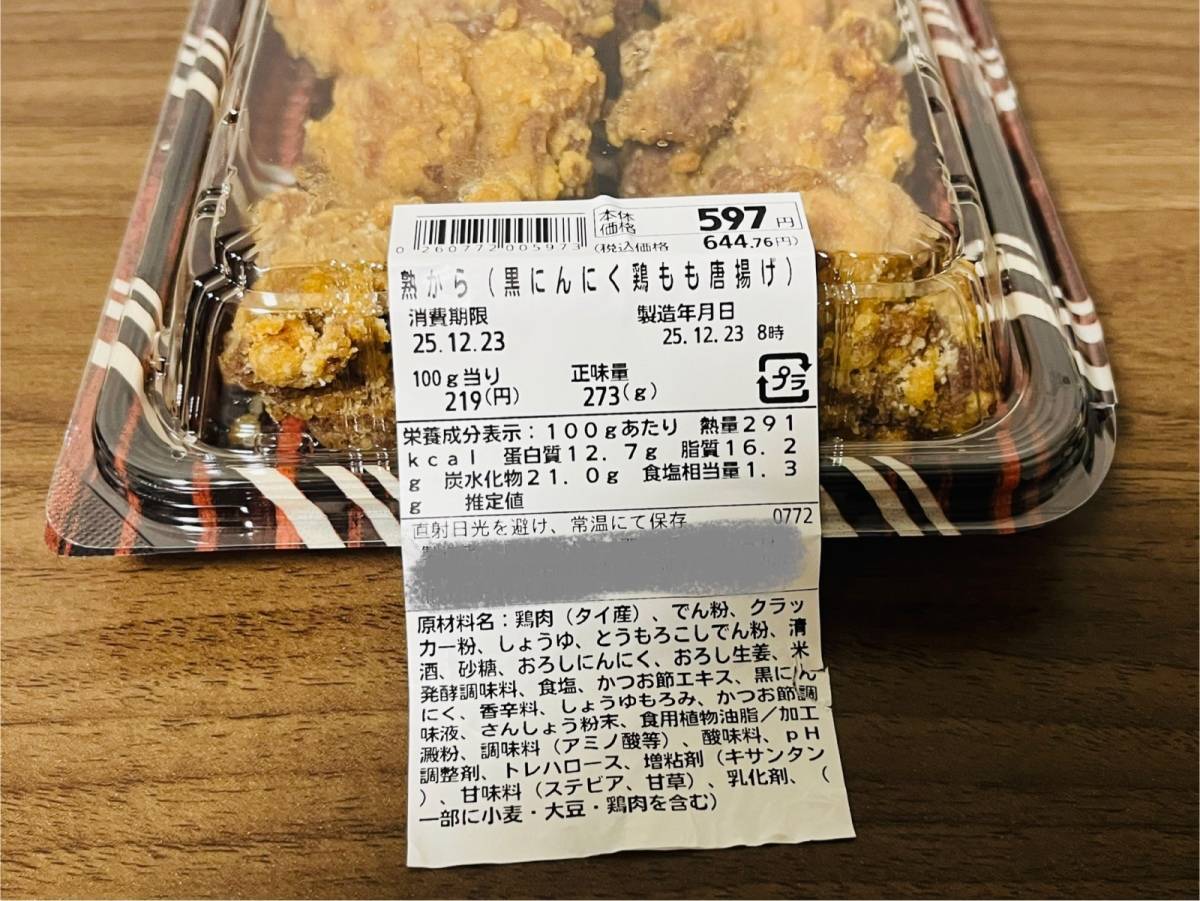 本体価格 597円
0 260772 005973 (税込価格 644.76円)
熟から(黒にんにく鶏もも唐揚げ)
消費期限 製造年月日
25.12.23 25.12.23 8時
100g当り 正味量
219(円) 273(g)
プラ
栄養成分表示:100gあたり 熱量291
kcal 蛋白質12.7g 脂質16.2
g 炭水化物21.0g 食塩相当量1.3
g 推定値
直射日光を避け、常温にて保存 0772
原材料名:鶏肉(タイ産)、でん粉、クラッ
カー粉、しょうゆ、とうもろこしでん粉、清
酒、砂糖、おろしにんにく、おろし生姜、米
発酵調味料、食塩、かつお節エキス、黒にん
にく、香辛料、しょうゆもろみ、かつお節調
味液、さんしょう粉末、食用植物油脂/加工
澱粉、調味料(アミノ酸等)、酸味料、pH
調整剤、トレハロース、増粘剤(キサンタン
)、甘味料(ステビア、甘草)、乳化剤、(
一部に小麦・大豆・鶏肉を含む)